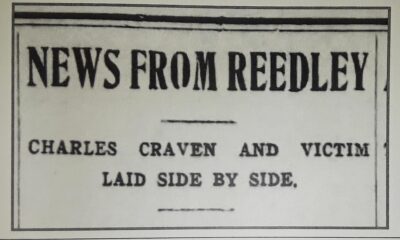 NEWS FROM REEDLEY
CHARLES CRAVEN AND VICTIM
LAID SIDE BY SIDE.